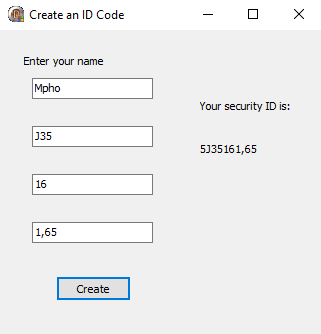 Create an ID Code
Enter your name
Mpho
Your security ID is:
J35
5J35161,65
16
1,65
Create